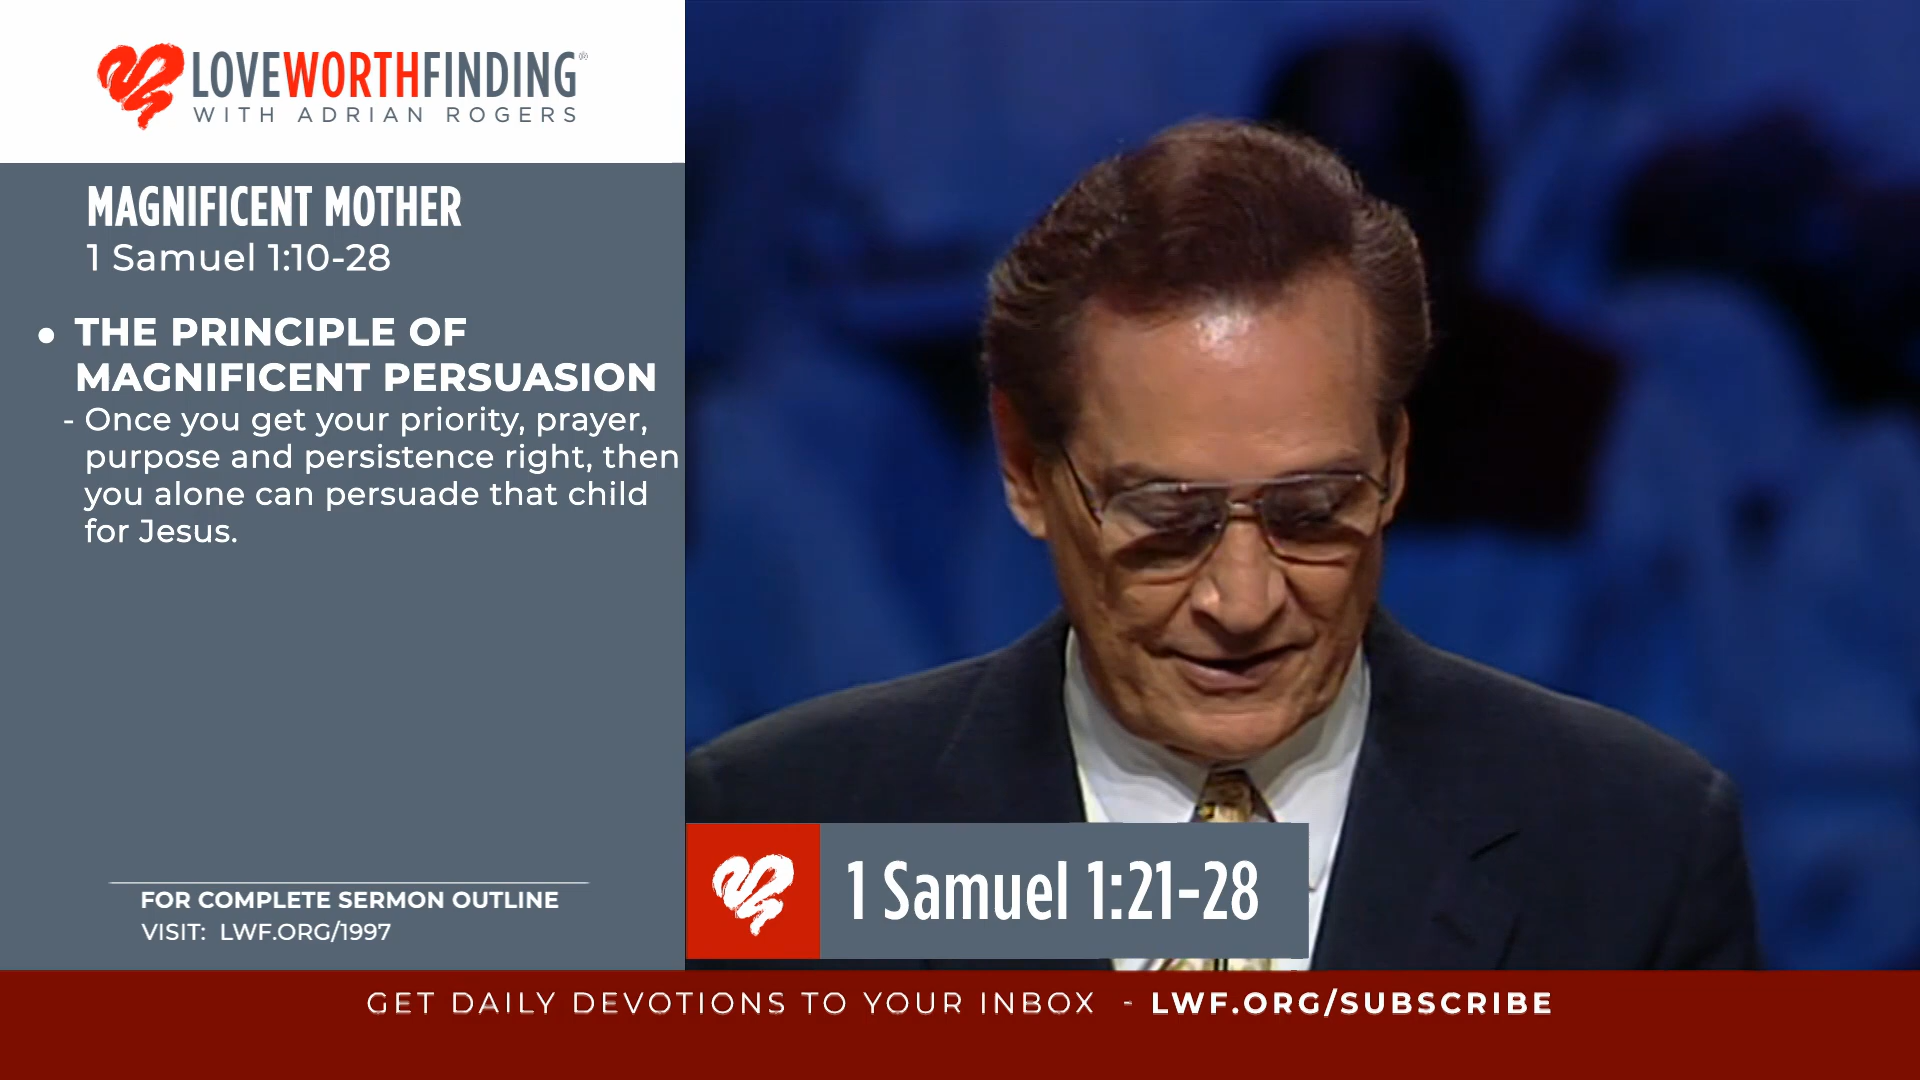 LOVEWORTHFINDING®
WITH ADRIAN ROGERS
MAGNIFICENT MOTHER
1 Samuel 1:10-28
• THE PRINCIPLE OF
MAGNIFICENT PERSUASION
- Once you get your priority, prayer,
purpose and persistence right, then
you alone can persuade that child
for Jesus.
FOR COMPLETE SERMON OUTLINE
VISIT: LWF.ORG/1997
1 Samuel 1:21-28
GET DAILY DEVOTIONS TO YOUR INBOX - LWF.ORG/SUBSCRIBE